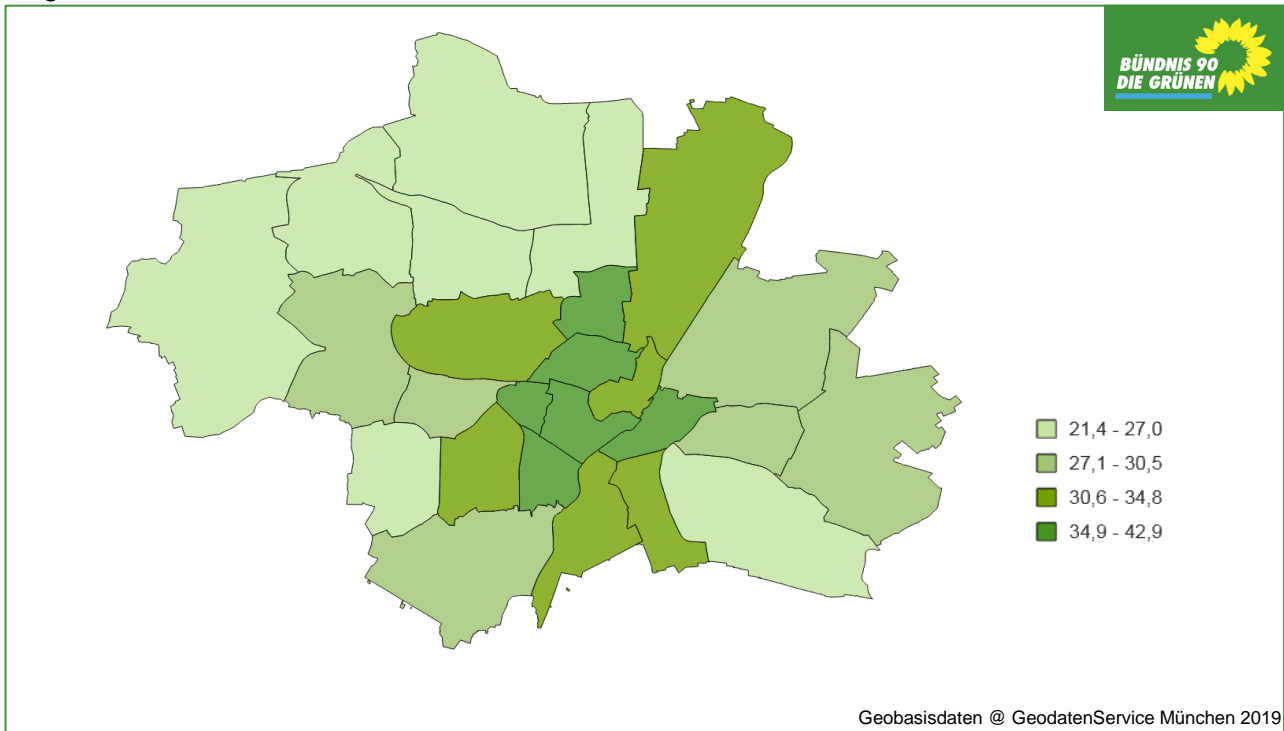 BÜNDNIS 90
DIE GRÜNEN
21,4 - 27,0
27,1 - 30,5
30,6 - 34,8
34,9 - 42,9
Geobasisdaten @ GeodatenService München 2019